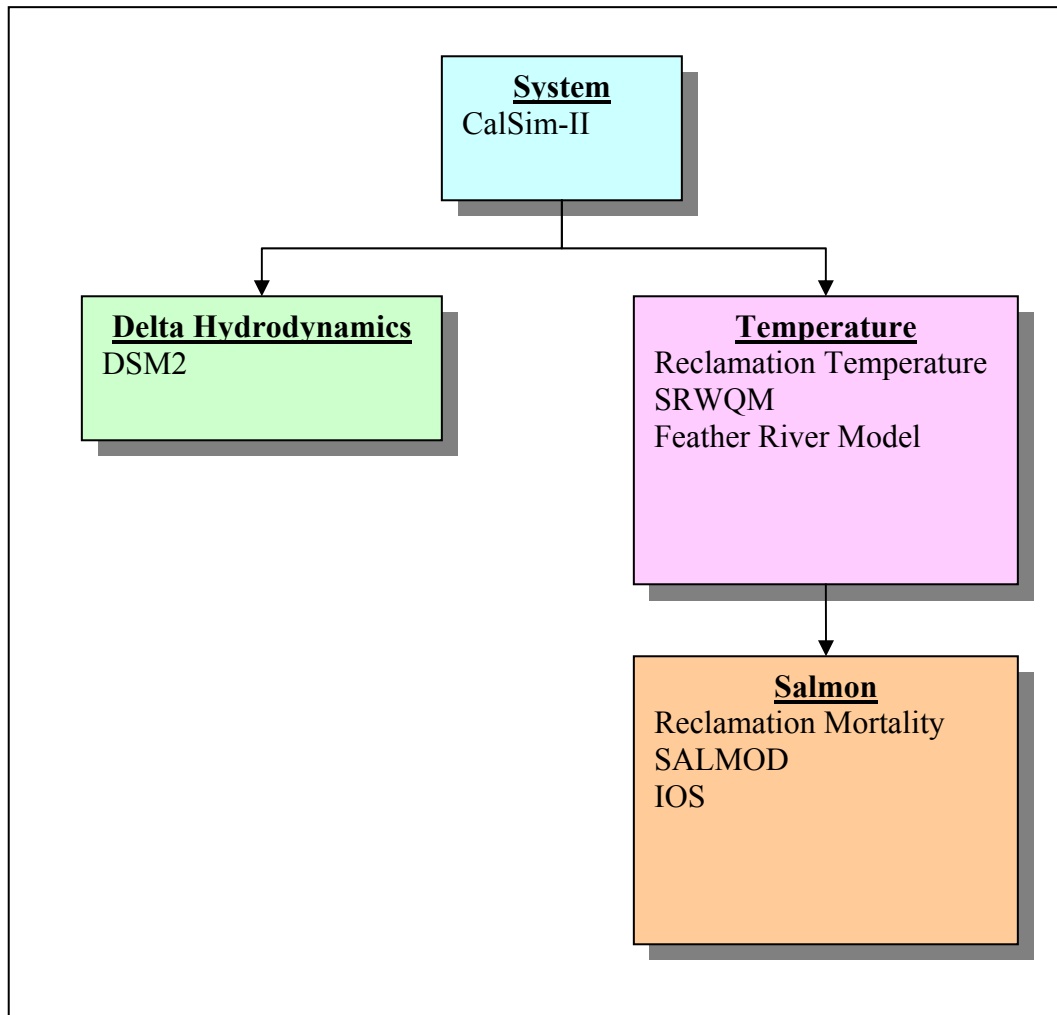 System
CalSim-II
Delta Hydrodynamics
DSM2
Temperature
Reclamation Temperature
SRWQM
Feather River Model
Salmon
Reclamation Mortality
SALMOD
IOS